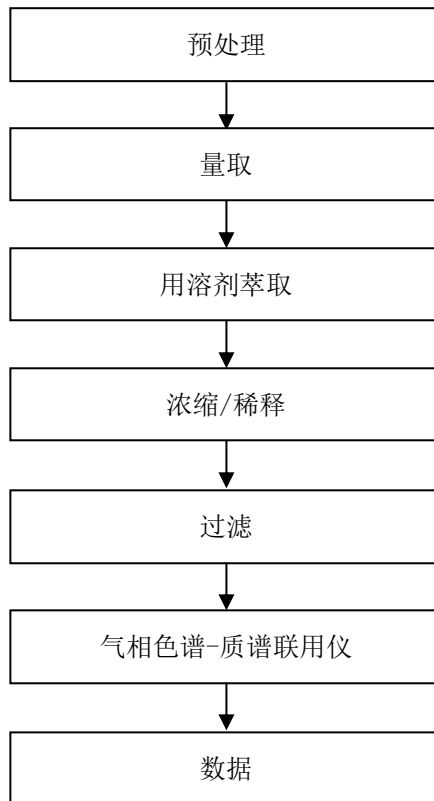 预处理
量取
用溶剂萃取
浓缩/稀释
过滤
气相色谱-质谱联用仪
数据